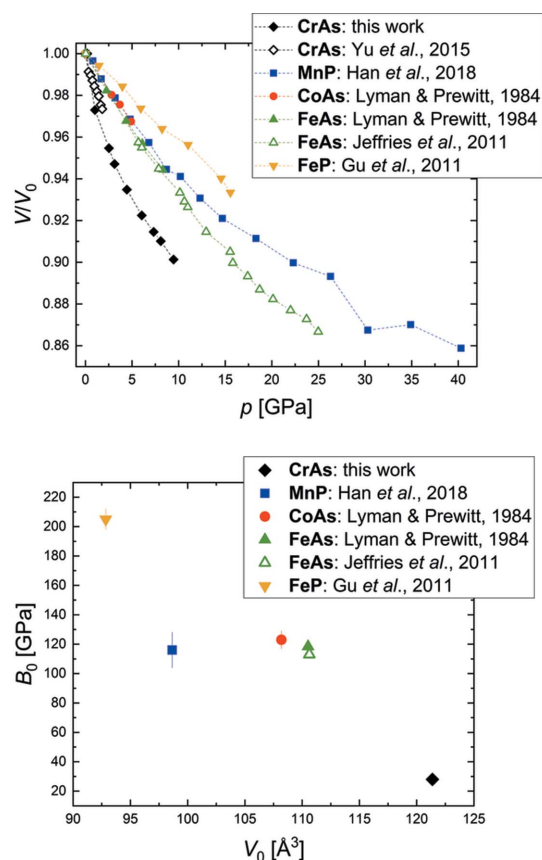 CrAs: this work
CrAs: Yu et al., 2015
MnP: Han et al., 2018
CoAs: Lyman & Prewitt, 1984
FeAs: Lyman & Prewitt, 1984
FeAs: Jeffries et al., 2011
FeP: Gu et al., 2011
V/V0
1.00
0.98
0.96
0.94
0.92
0.90
0.88
0.86
0 5 10 15 20 25 30 35 40
p [GPa]
CrAs: this work
MnP: Han et al., 2018
CoAs: Lyman & Prewitt, 1984
FeAs: Lyman & Prewitt, 1984
FeAs: Jeffries et al., 2011
FeP: Gu et al., 2011
B0 [GPa]
220
200
180
160
140
120
100
80
60
40
20
90 95 100 105 110 115 120 125
V0 [Å³]